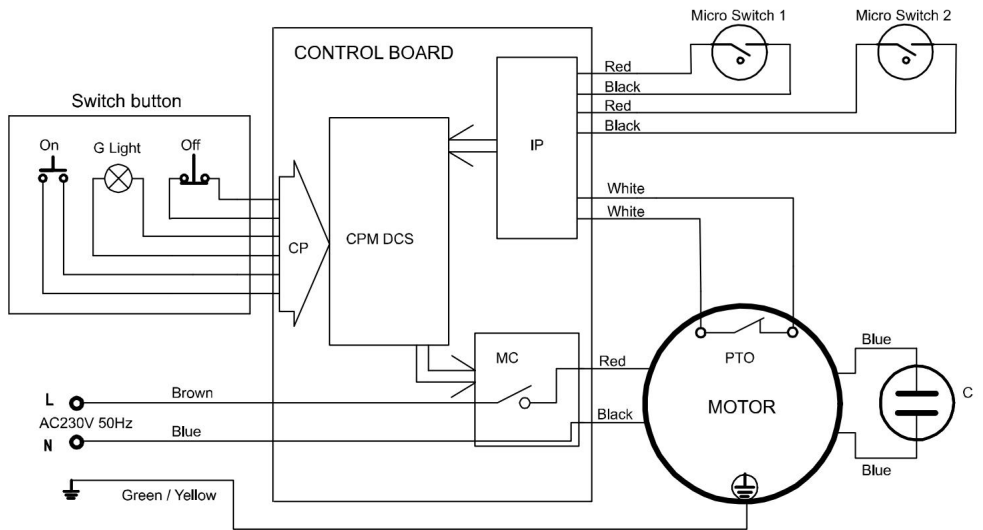 Micro Switch 1
Micro Switch 2
CONTROL BOARD
Red
Black
Red
Black
Switch button
On
G Light
Off
IP
CP
CPM DCS
White
White
MC
PTO
MOTOR
Red
Black
Blue
C
Blue
L
Brown
AC230V 50Hz
N
Blue
Green / Yellow